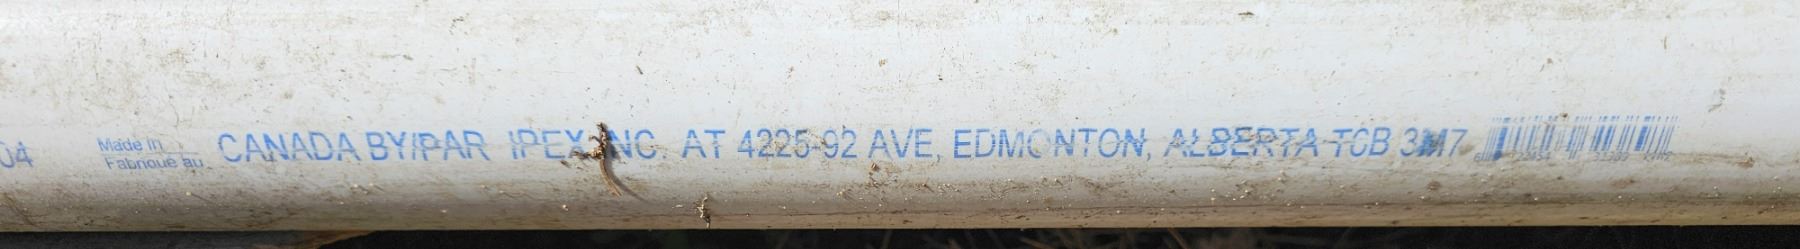 04
Made in
Fabriqué au
CANADA BY/PAR IPEX INC. AT 4225-92 AVE, EDMONTON, ALBERTA T6B 3M7